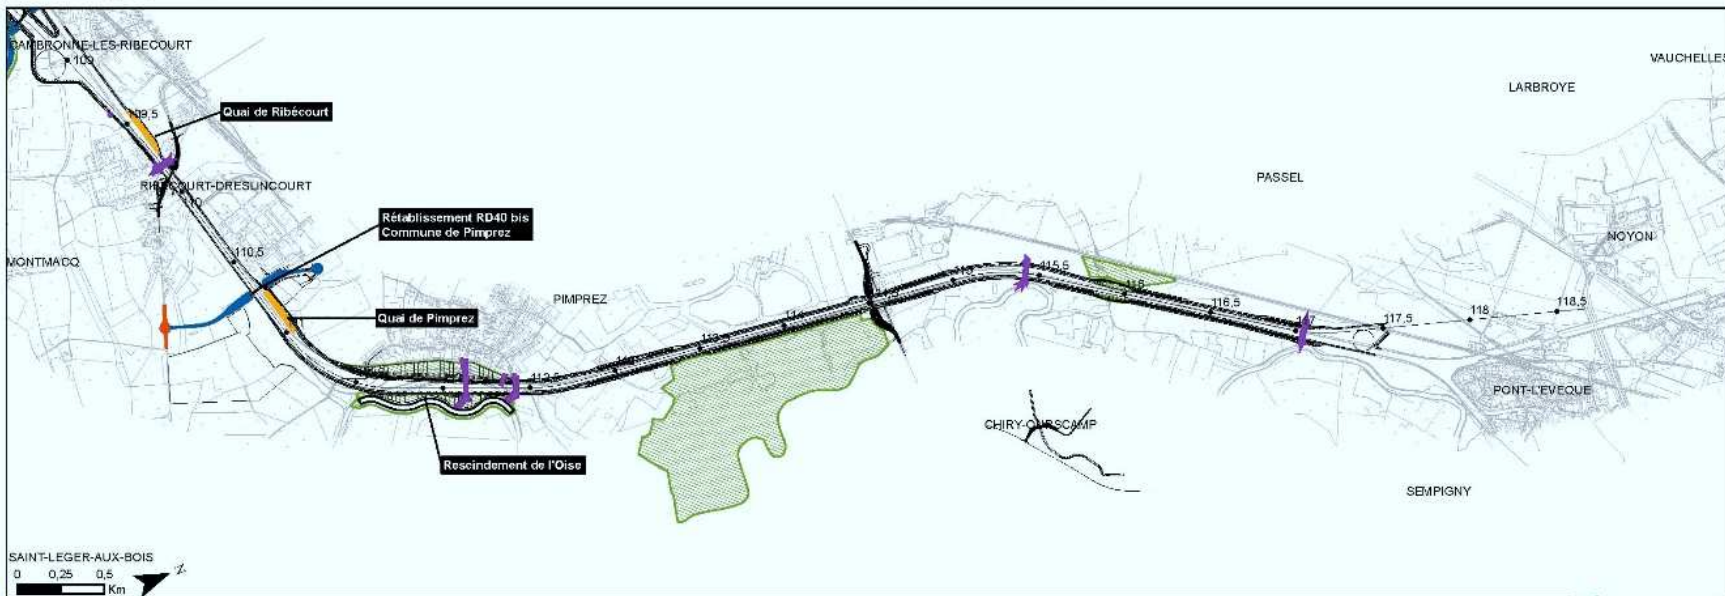 CAMBRONNE-LES-RIBECOURT
109
VAUCHELLES
LARBROYE
109,5
Quai de Ribécourt
PASSEL
RIBECOURT-DRESLINCOURT
110
Rétablissement RD40 bis
Commune de Pimprez
NOYON
110,5
MONTMACQ
115,5
115
116
PIMPREZ
116,5
118,5
118
117,5
117
Quai de Pimprez
114
112,5
PONT-L'EVEQUE
CHIRY-OURSCAMP
Rescindement de l'Oise
SEMPIGNY
SAINT-LEGER-AUX-BOIS
0 0,25 0,5
Km
N